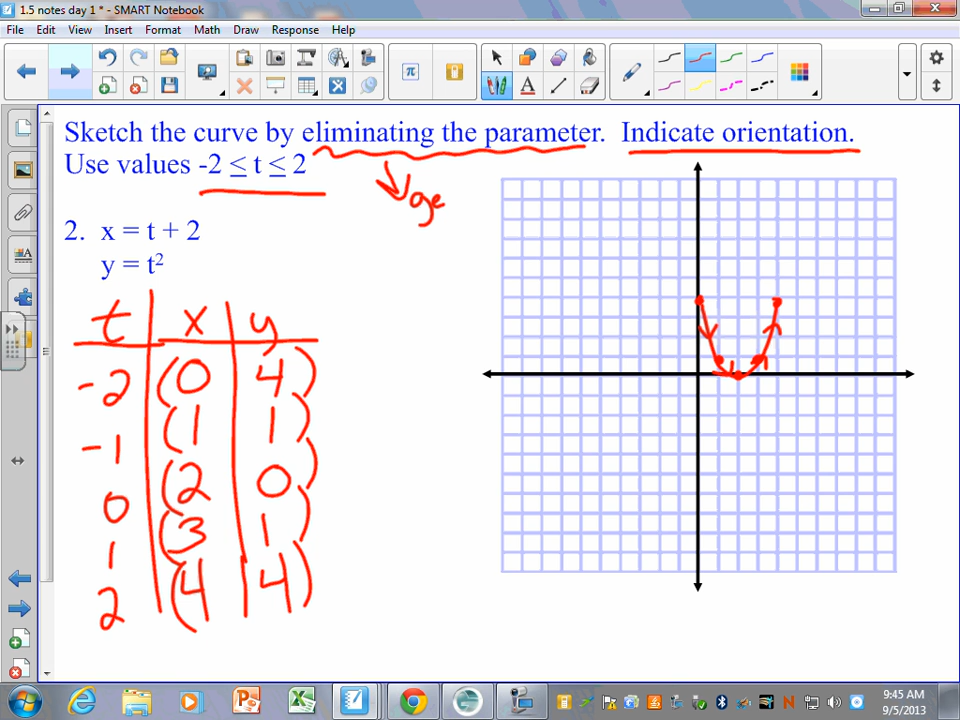 1.5 notes day 1 * - SMART Notebook
File Edit View Insert Format Math Draw Response Help
Sketch the curve by eliminating the parameter. Indicate orientation.
Use values -2 ≤ t ≤ 2
ge
2. x = t + 2
y = t²
t x y
-2 (0 4)
-1 (1 1)
0 (2 0)
1 (3 1)
2 (4 4)
9:45 AM
9/5/2013